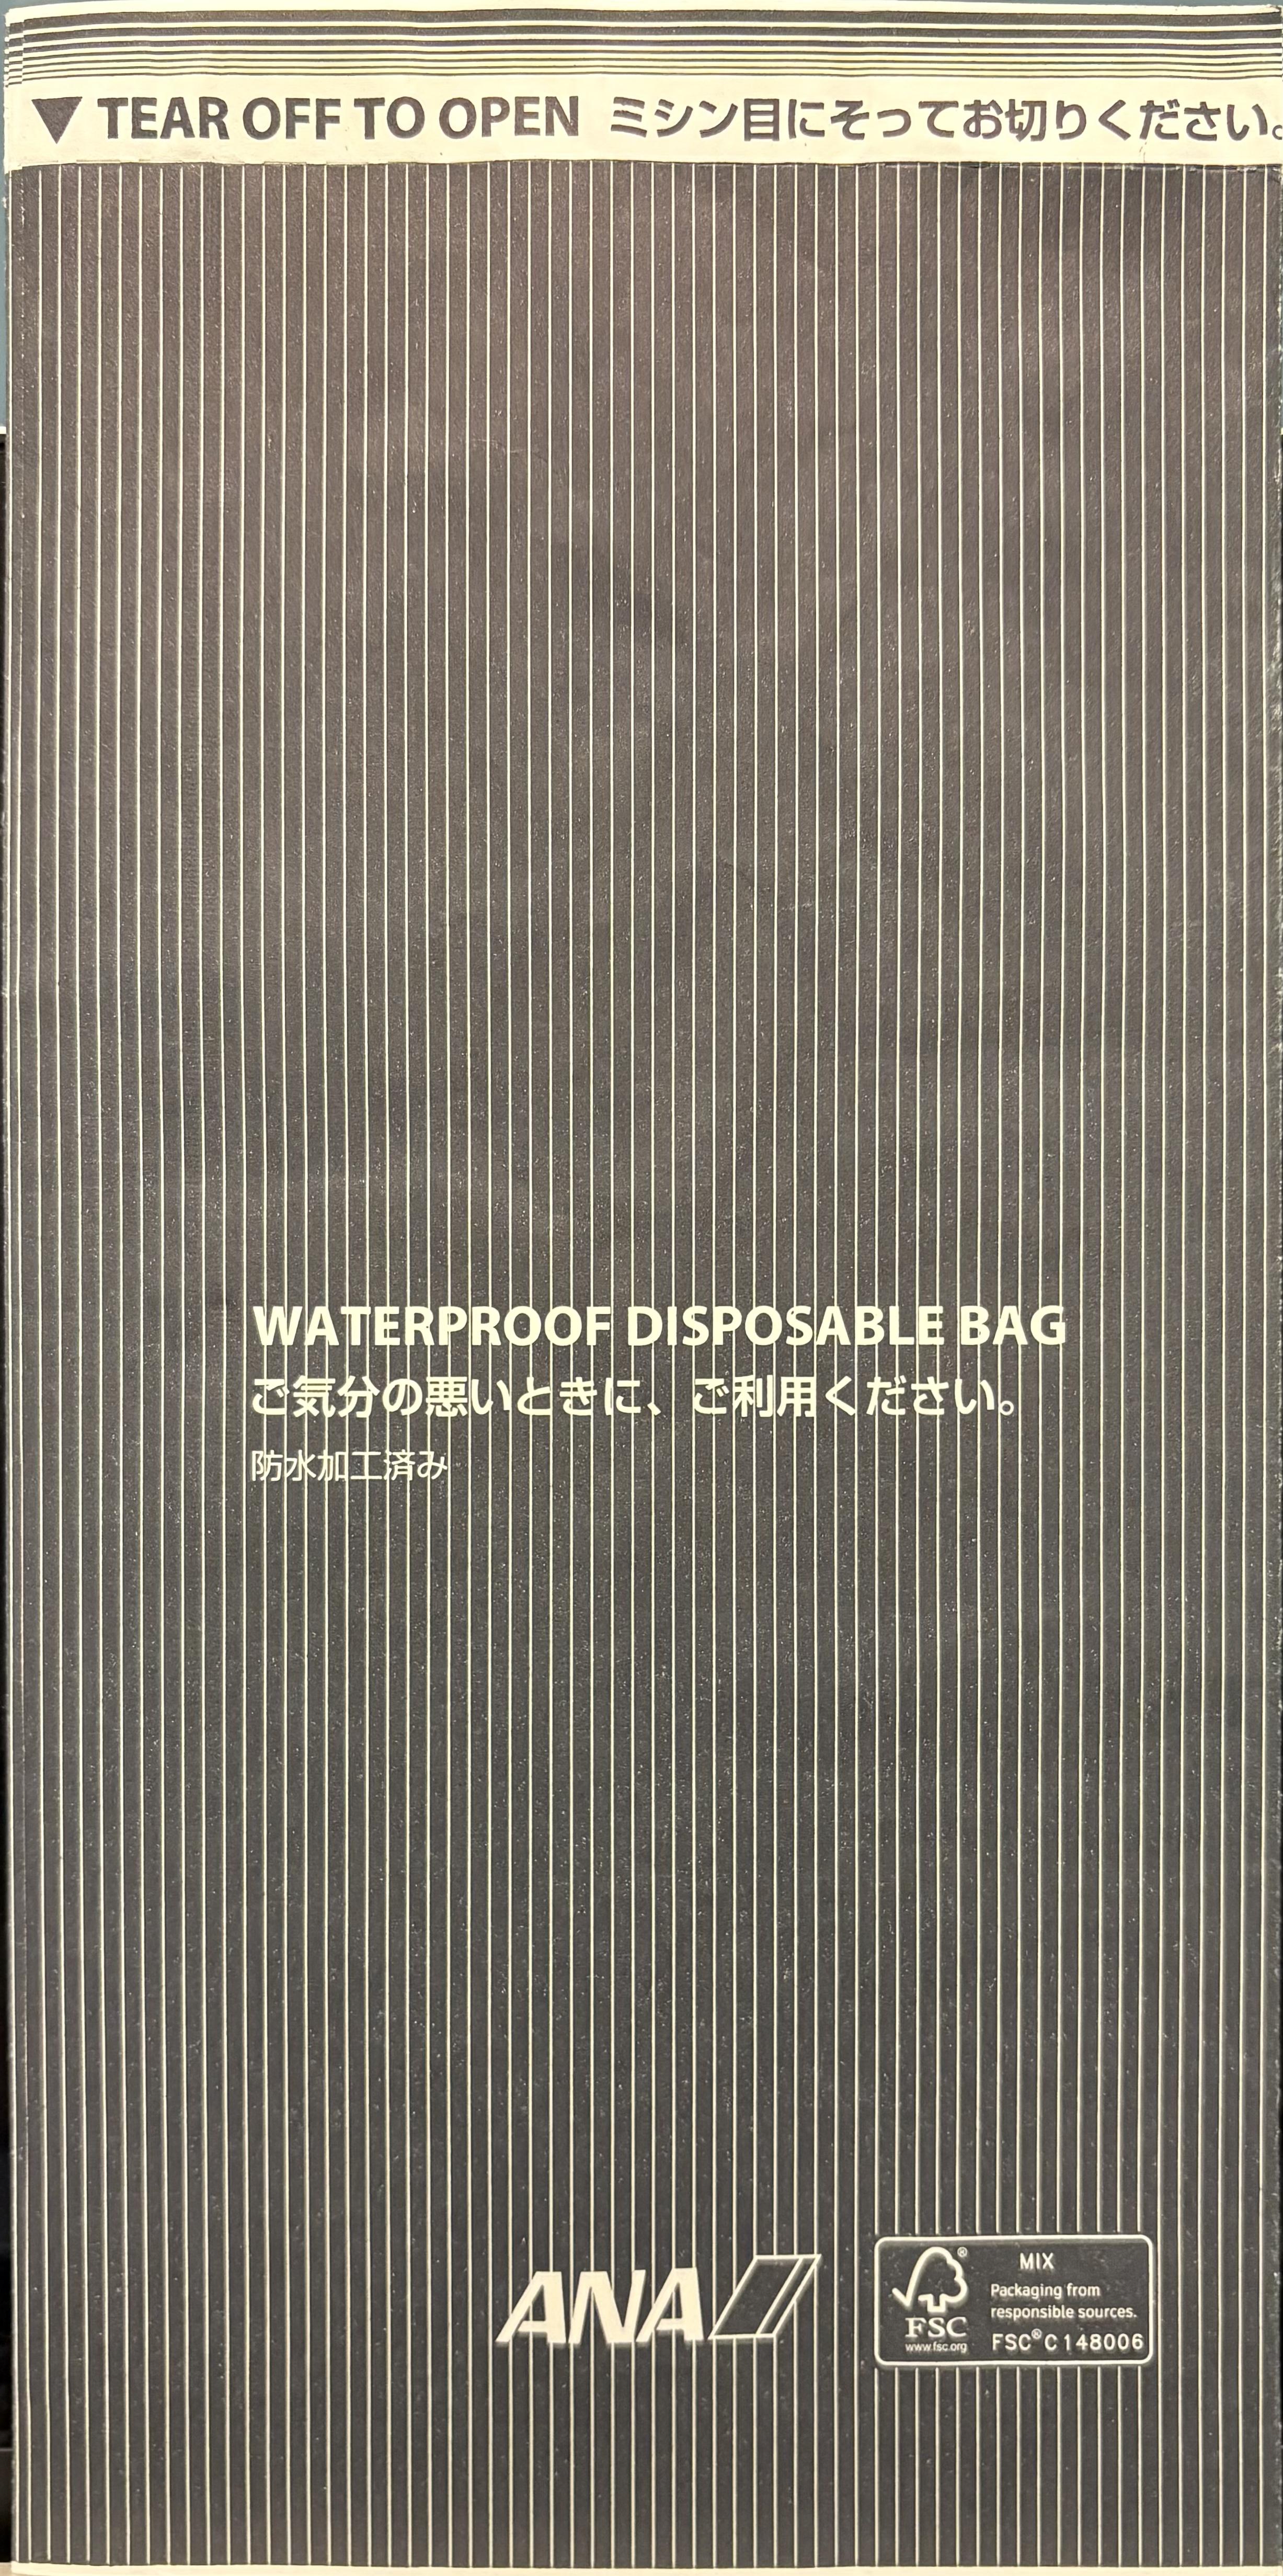 ▼ TEAR OFF TO OPEN ミシン目にそってお切りください。
WATERPROOF DISPOSABLE BAG
ご気分の悪いときに、ご利用ください。
防水加工済み
ANA
FSC
www.fsc.org
MIX
Packaging from
responsible sources.
FSC® C148006